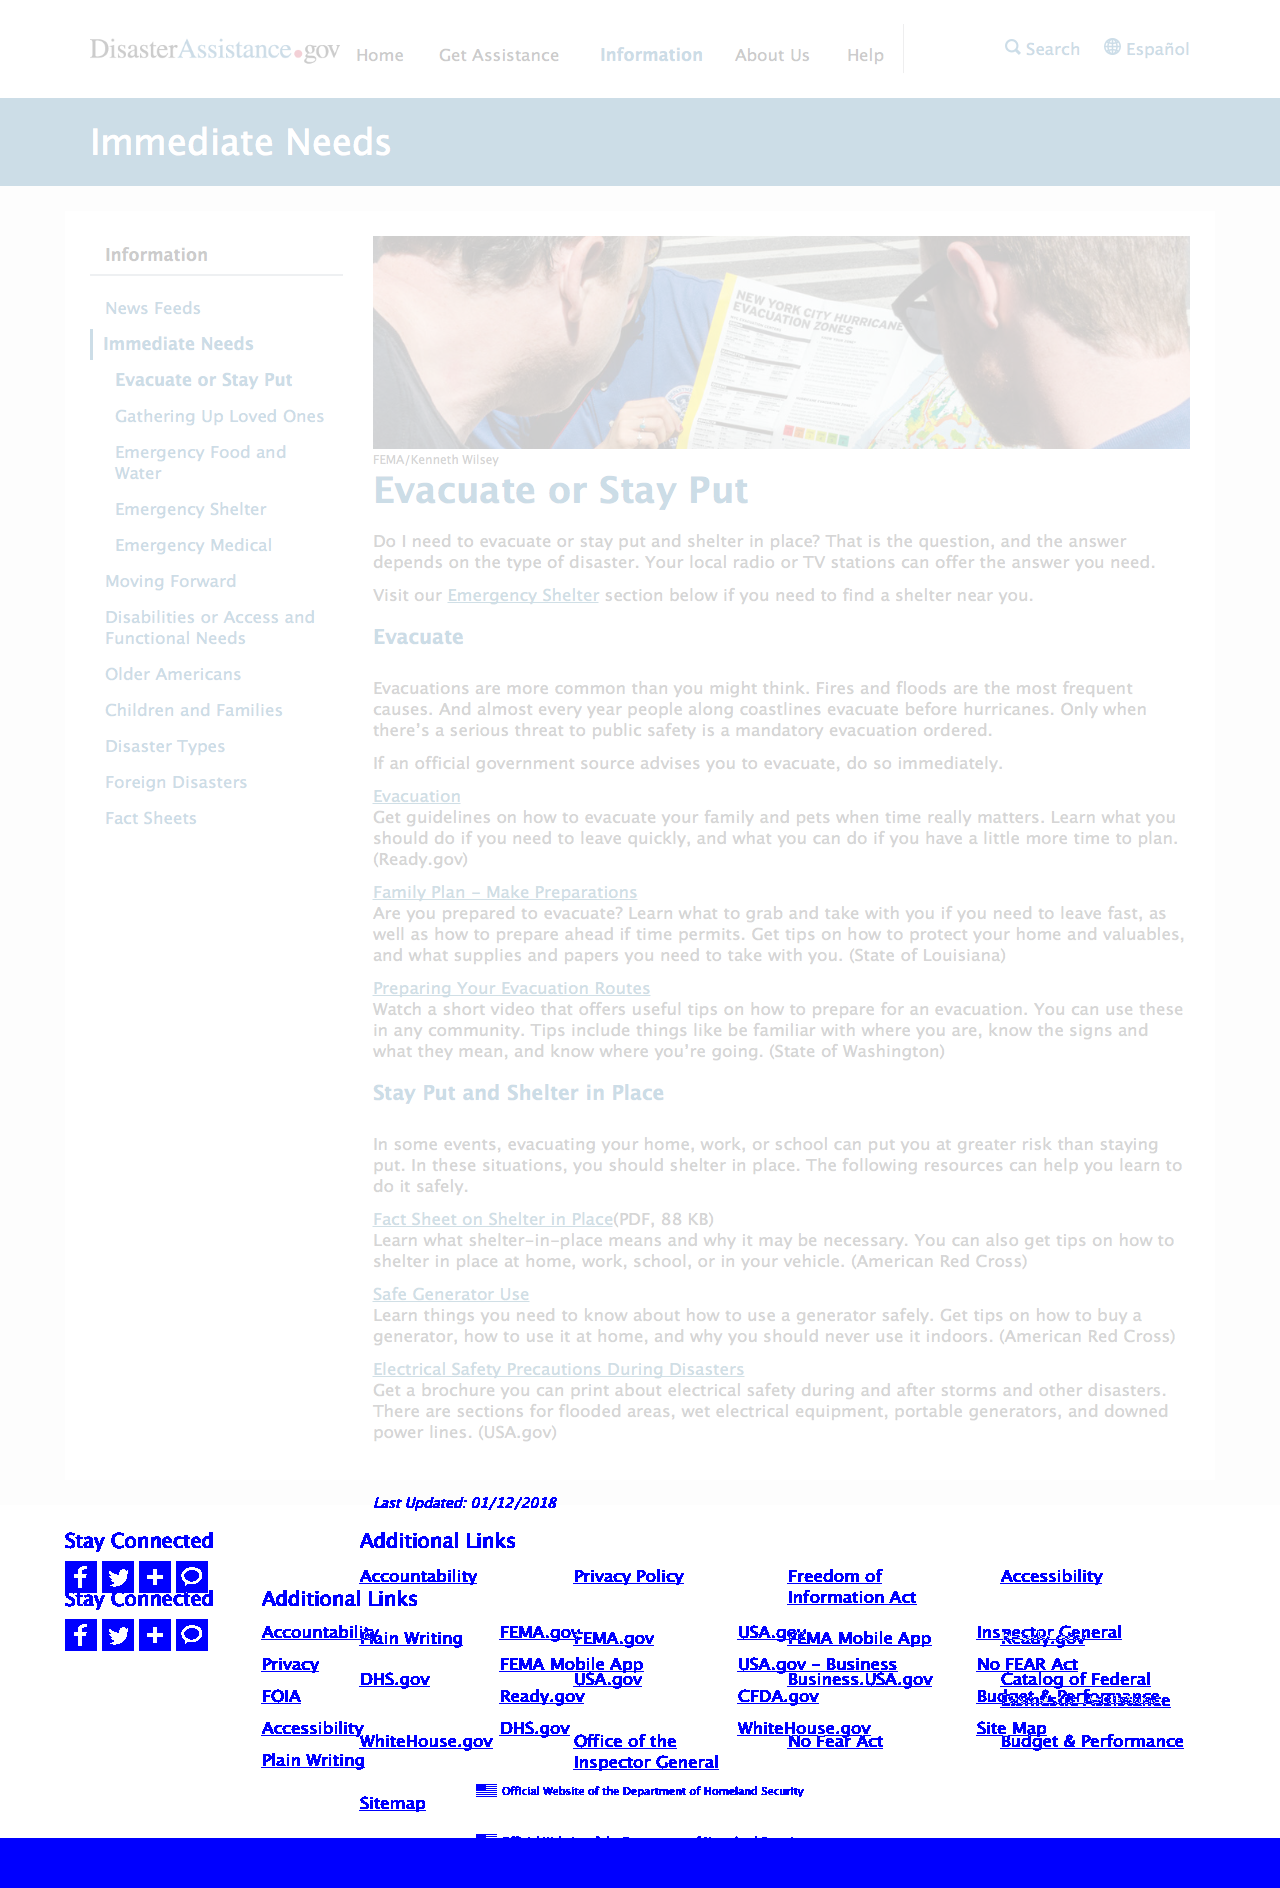 DisasterAssistance.gov Home Get Assistance Information About Us Help Search Español
Immediate Needs
Information
News Feeds
Immediate Needs
Evacuate or Stay Put
Gathering Up Loved Ones
Emergency Food and
Water
Emergency Shelter
Emergency Medical
Moving Forward
Disabilities or Access and
Functional Needs
Older Americans
Children and Families
Disaster Types
Foreign Disasters
Fact Sheets
NEW YORK CITY HURRICANE
EVACUATION ZONES
FEMA/Kenneth Wilsey
Evacuate or Stay Put
Do I need to evacuate or stay put and shelter in place? That is the question, and the answer
depends on the type of disaster. Your local radio or TV stations can offer the answer you need.
Visit our Emergency Shelter section below if you need to find a shelter near you.
Evacuate
Evacuations are more common than you might think. Fires and floods are the most frequent
causes. And almost every year people along coastlines evacuate before hurricanes. Only when
there's a serious threat to public safety is a mandatory evacuation ordered.
If an official government source advises you to evacuate, do so immediately.
Evacuation
Get guidelines on how to evacuate your family and pets when time really matters. Learn what you
should do if you need to leave quickly, and what you can do if you have a little more time to plan.
(Ready.gov)
Family Plan - Make Preparations
Are you prepared to evacuate? Learn what to grab and take with you if you need to leave fast, as
well as how to prepare ahead if time permits. Get tips on how to protect your home and valuables,
and what supplies and papers you need to take with you. (State of Louisiana)
Preparing Your Evacuation Routes
Watch a short video that offers useful tips on how to prepare for an evacuation. You can use these
in any community. Tips include things like be familiar with where you are, know the signs and
what they mean, and know where you're going. (State of Washington)
Stay Put and Shelter in Place
In some events, evacuating your home, work, or school can put you at greater risk than staying
put. In these situations, you should shelter in place. The following resources can help you learn to
do it safely.
Fact Sheet on Shelter in Place(PDF, 88 KB)
Learn what shelter-in-place means and why it may be necessary. You can also get tips on how to
shelter in place at home, work, school, or in your vehicle. (American Red Cross)
Safe Generator Use
Learn things you need to know about how to use a generator safely. Get tips on how to buy a
generator, how to use it at home, and why you should never use it indoors. (American Red Cross)
Electrical Safety Precautions During Disasters
Get a brochure you can print about electrical safety during and after storms and other disasters.
There are sections for flooded areas, wet electrical equipment, portable generators, and downed
power lines. (USA.gov)
Last Updated: 01/12/2018
Stay Connected Additional Links
Accountability Privacy Policy Freedom of
Information Act
Accessibility
Stay Connected Additional Links
Accountability FEMA.gov USA.gov Inspector General
Plain Writing FEMA.gov FEMA Mobile App Ready.gov
Privacy FEMA Mobile App USA.gov - Business No FEAR Act
DHS.gov USA.gov Business.USA.gov Catalog of Federal
Domestic Assistance
FOIA Ready.gov CFDA.gov Budget & Performance
Accessibility DHS.gov WhiteHouse.gov Site Map
WhiteHouse.gov Office of the
Inspector General
No Fear Act Budget & Performance
Plain Writing
Official Website of the Department of Homeland Security
Sitemap